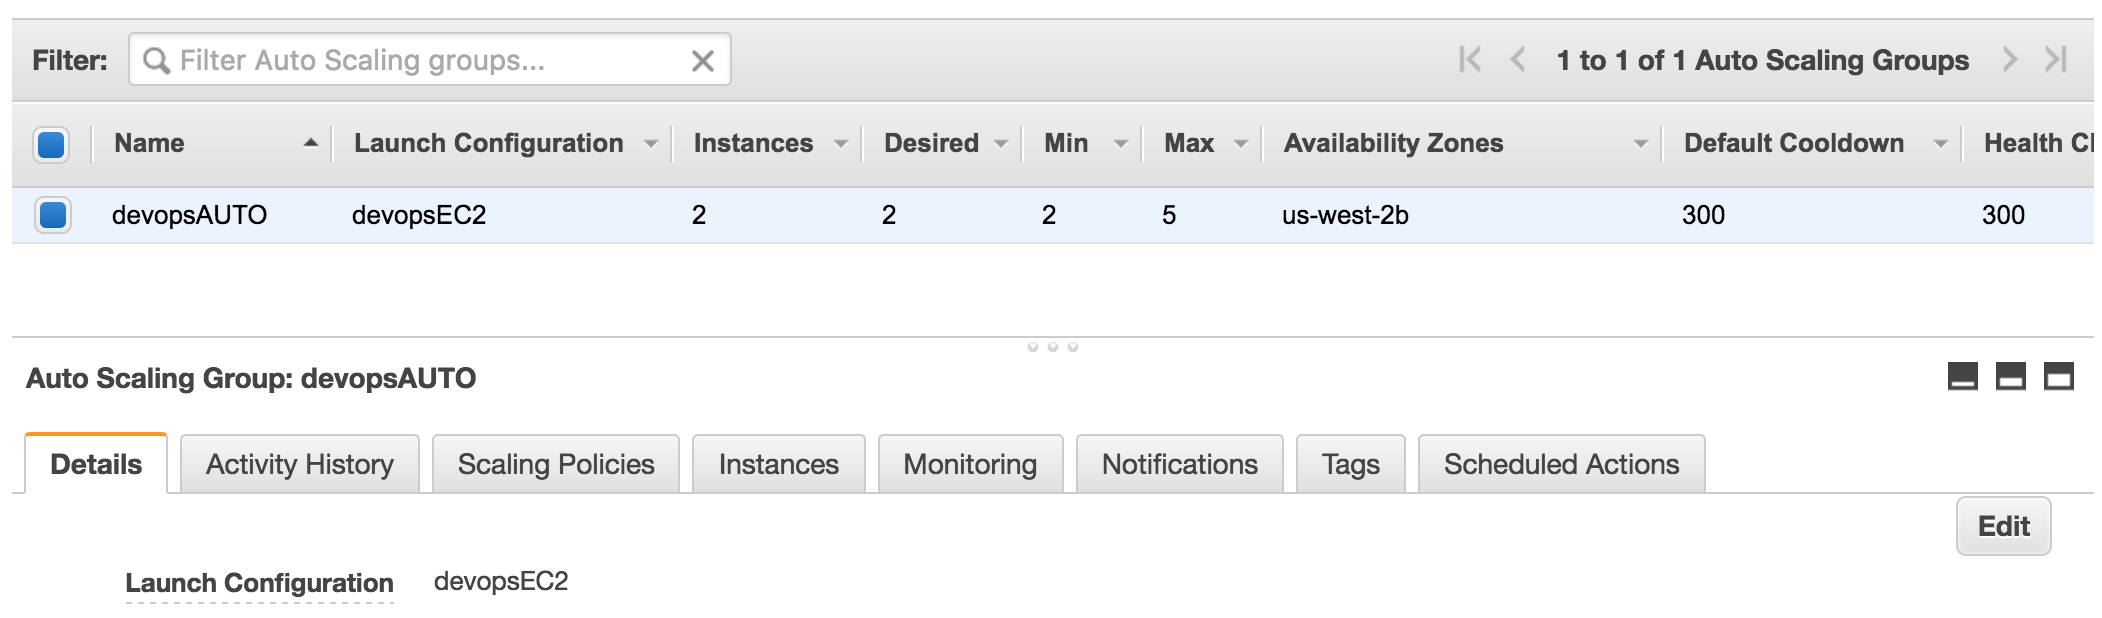 Filter: Filter Auto Scaling groups... 1 to 1 of 1 Auto Scaling Groups
Name Launch Configuration Instances Desired Min Max Availability Zones Default Cooldown Health Cl
devopsAUTO devopsEC2 2 2 2 5 us-west-2b 300 300
Auto Scaling Group: devopsAUTO
Details Activity History Scaling Policies Instances Monitoring Notifications Tags Scheduled Actions
Edit
Launch Configuration devopsEC2